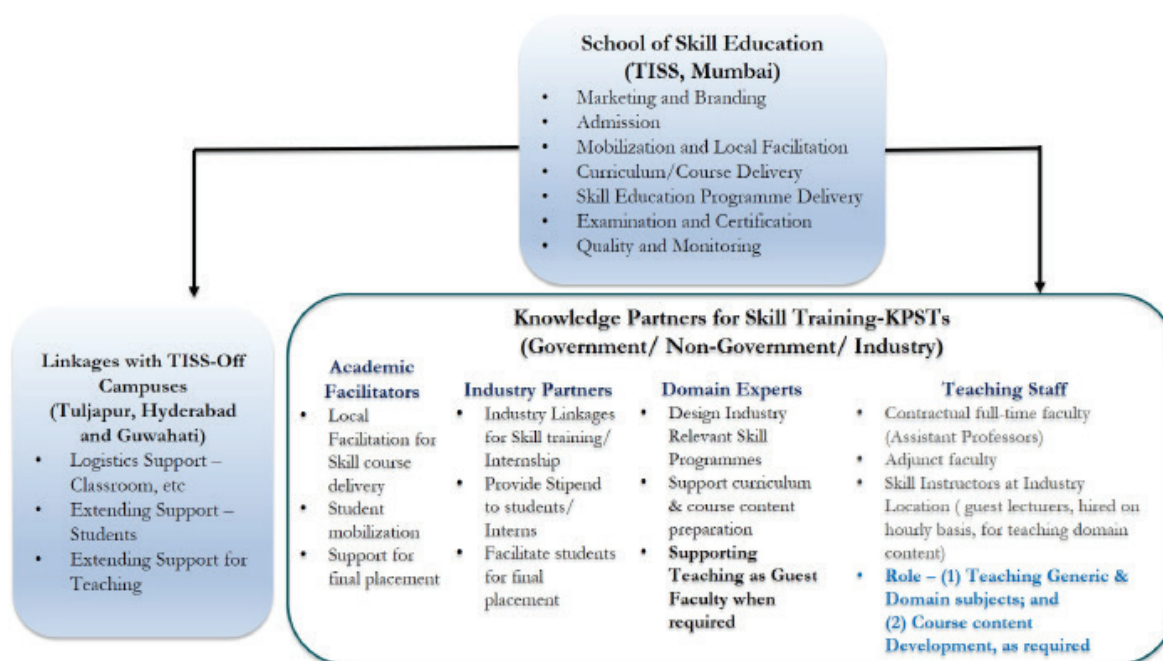 School of Skill Education
(TISS, Mumbai)
• Marketing and Branding
• Admission
• Mobilization and Local Facilitation
• Curriculum/Course Delivery
• Skill Education Programme Delivery
• Examination and Certification
• Quality and Monitoring
Linkages with TISS-Off
Campuses
(Tuljapur, Hyderabad
and Guwahati)
• Logistics Support –
Classroom, etc
• Extending Support –
Students
• Extending Support for
Teaching
Knowledge Partners for Skill Training-KPSTs
(Government/ Non-Government/ Industry)
Academic
Facilitators
• Local
Facilitation for
Skill course
delivery
• Student
mobilization
• Support for
final placement
Industry Partners
• Industry Linkages
for Skill training/
Internship
• Provide Stipend
to students/
Interns
• Facilitate students
for final
placement
Domain Experts
• Design Industry
Relevant Skill
Programmes
• Support curriculum
& course content
preparation
• Supporting
Teaching as Guest
Faculty when
required
Teaching Staff
• Contractual full-time faculty
(Assistant Professors)
• Adjunct faculty
• Skill Instructors at Industry
Location ( guest lecturers, hired on
hourly basis, for teaching domain
content)
• Role – (1) Teaching Generic &
Domain subjects; and
(2) Course content
Development, as required